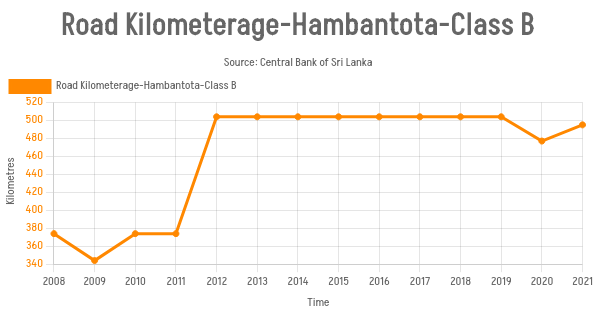 Road Kilometerage-Hambantota-Class B
Source: Central Bank of Sri Lanka
Road Kilometerage-Hambantota-Class B
520
500
480
460
440
420
400
380
360
340
Kilometres
2008 2009 2010 2011 2012 2013 2014 2015 2016 2017 2018 2019 2020 2021
Time